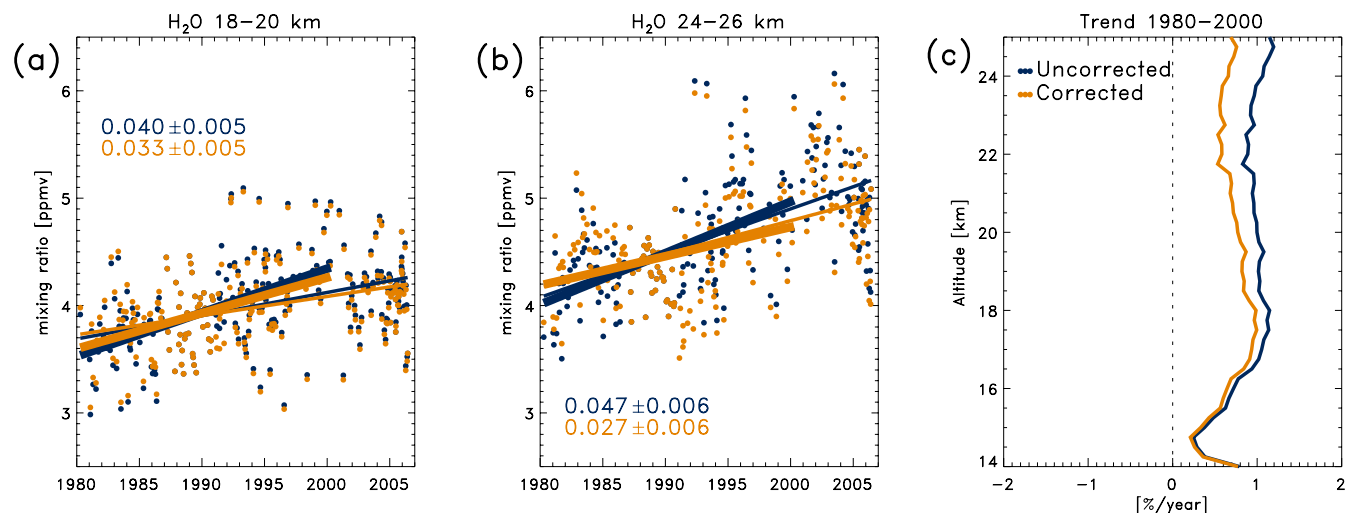 H₂O 18−20 km
(a)
6
5
4
3
mixing ratio [ppmv]
0.040±0.005
0.033±0.005
1980 1985 1990 1995 2000 2005
H₂O 24−26 km
(b)
6
5
4
3
mixing ratio [ppmv]
0.047±0.006
0.027±0.006
1980 1985 1990 1995 2000 2005
Trend 1980−2000
(c)
Uncorrected
Corrected
24
22
20
18
16
14
Altitude [km]
−2 −1 0 1 2
[%/year]